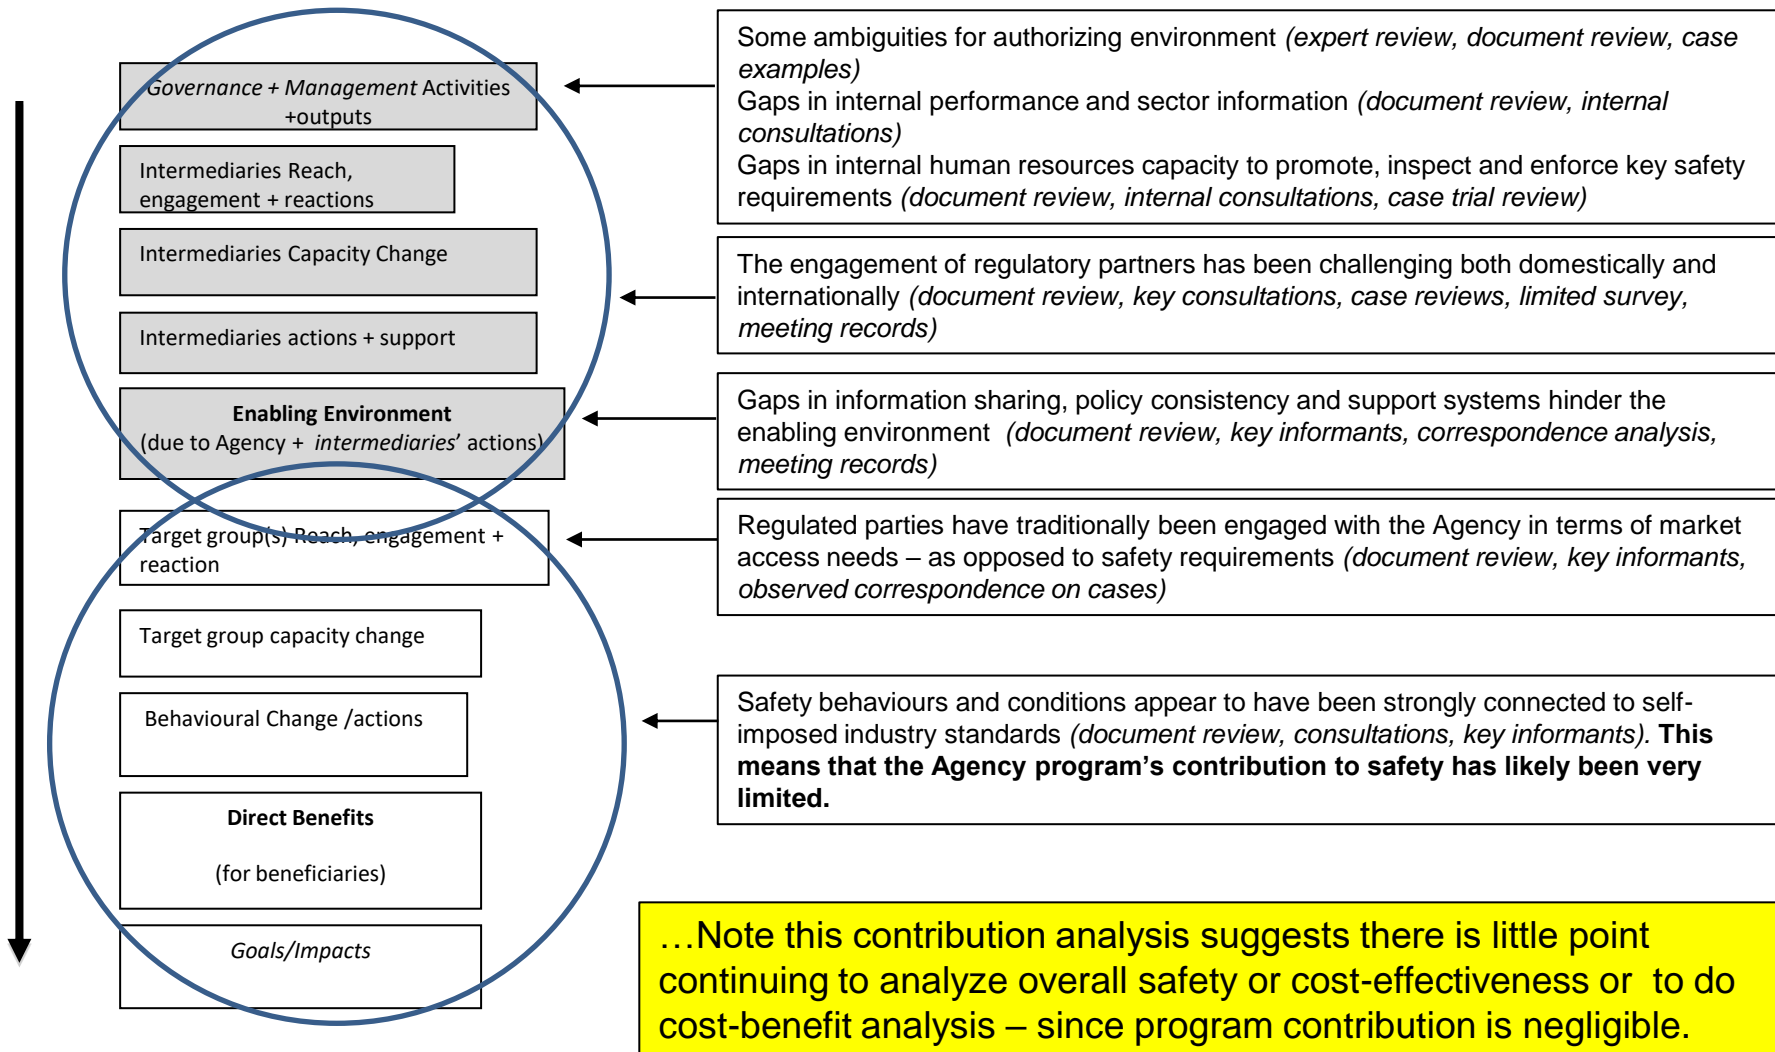 Governance + Management Activities
+outputs
Intermediaries Reach,
engagement + reactions
Intermediaries Capacity Change
Intermediaries actions + support
Enabling Environment
(due to Agency + intermediaries' actions)
Target group(s) Reach, engagement +
reaction
Target group capacity change
Behavioural Change /actions
Direct Benefits
(for beneficiaries)
Goals/Impacts
Some ambiguities for authorizing environment (expert review, document review, case
examples)
Gaps in internal performance and sector information (document review, internal
consultations)
Gaps in internal human resources capacity to promote, inspect and enforce key safety
requirements (document review, internal consultations, case trial review)
The engagement of regulatory partners has been challenging both domestically and
internationally (document review, key consultations, case reviews, limited survey,
meeting records)
Gaps in information sharing, policy consistency and support systems hinder the
enabling environment (document review, key informants, correspondence analysis,
meeting records)
Regulated parties have traditionally been engaged with the Agency in terms of market
access needs – as opposed to safety requirements (document review, key informants,
observed correspondence on cases)
Safety behaviours and conditions appear to have been strongly connected to self-
imposed industry standards (document review, consultations, key informants). This
means that the Agency program's contribution to safety has likely been very
limited.
…Note this contribution analysis suggests there is little point
continuing to analyze overall safety or cost-effectiveness or to do
cost-benefit analysis – since program contribution is negligible.